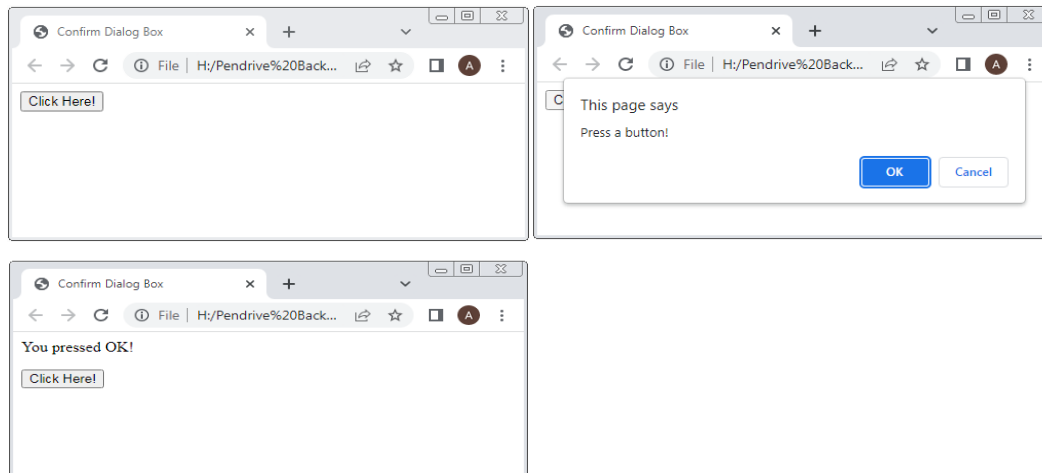 Confirm Dialog Box
File | H:/Pendrive%20Back...
A
Click Here!
Confirm Dialog Box
File | H:/Pendrive%20Back...
A
C
This page says
Press a button!
OK Cancel
Confirm Dialog Box
File | H:/Pendrive%20Back...
A
You pressed OK!
Click Here!